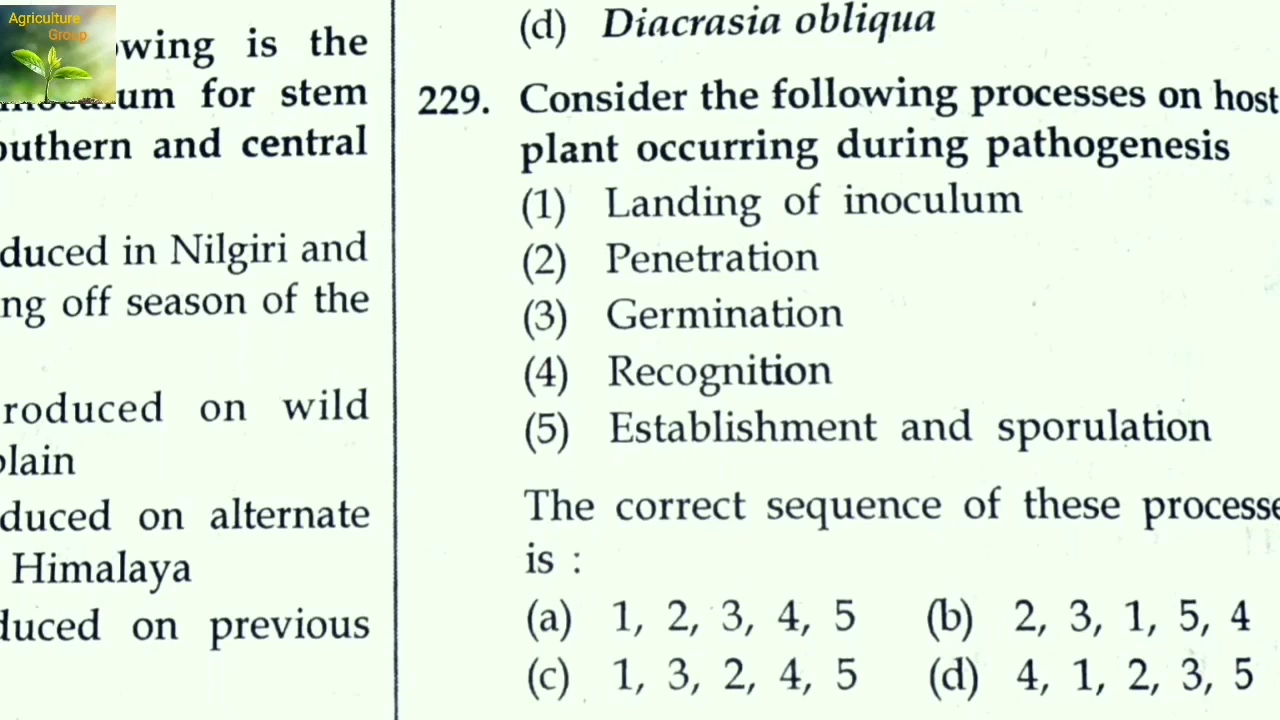 Agriculture
Group
owing is the
um for stem
outhern and central
duced in Nilgiri and
ng off season of the
roduced on wild
plain
duced on alternate
Himalaya
duced on previous
(d) Diacrasia obliqua
229. Consider the following processes on host
plant occurring during pathogenesis
(1) Landing of inoculum
(2) Penetration
(3) Germination
(4) Recognition
(5) Establishment and sporulation
The correct sequence of these processe
is :
(a) 1, 2, 3, 4, 5 (b) 2, 3, 1, 5, 4
(c) 1, 3, 2, 4, 5 (d) 4, 1, 2, 3, 5